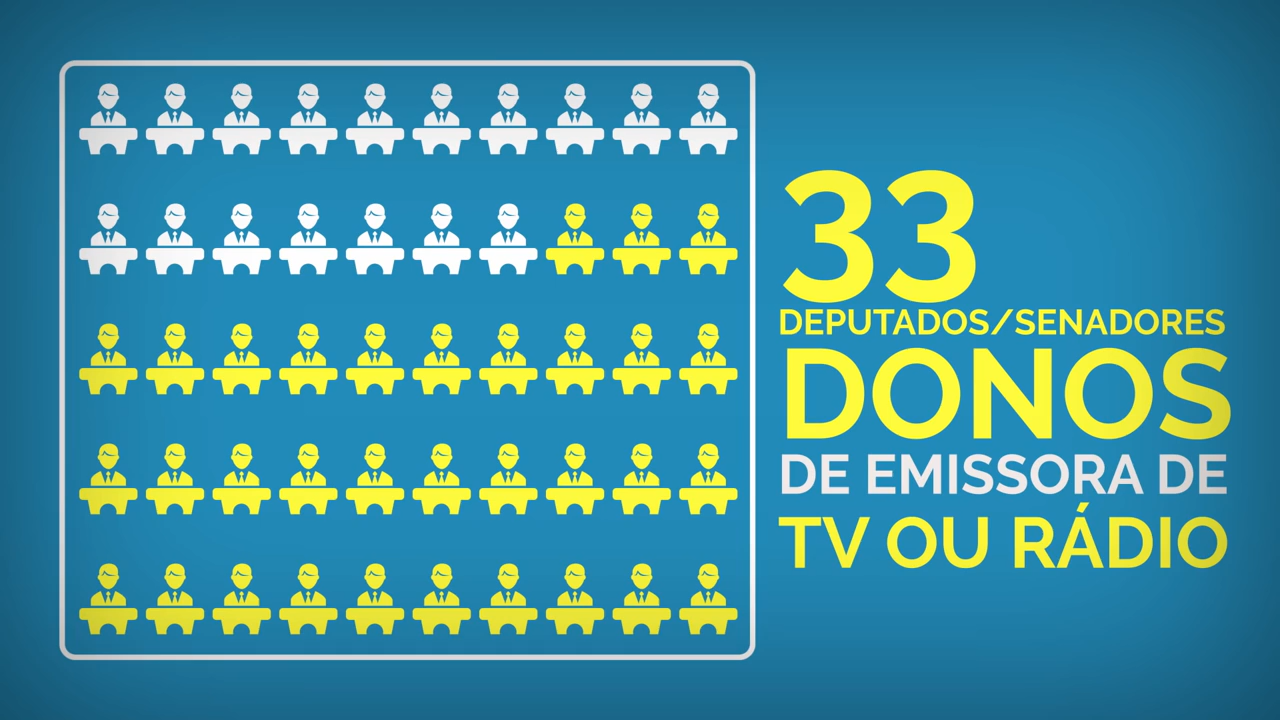 33
DEPUTADOS/SENADORES
DONOS
DE EMISSORA DE
TV OU RÁDIO